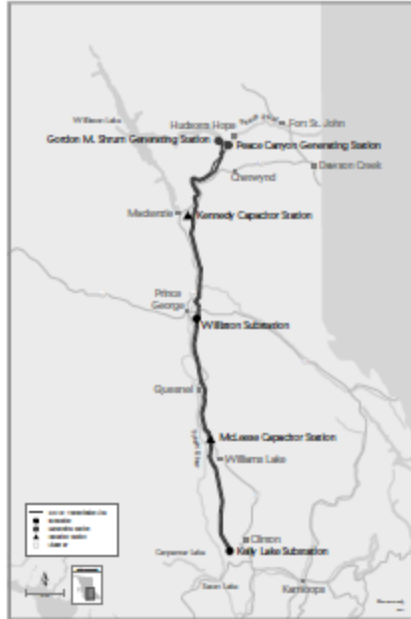 Williston Lake
Hudsons Hope
Peace River
Fort St. John
Gordon M. Shrum Generating Station
Peace Canyon Generating Station
Dawson Creek
Chetwynd
Mackenzie
Kennedy Capacitor Station
Prince
George
Williston Substation
Quesnel
McLeese Capacitor Station
Fraser River
Williams Lake
Clinton
Kelly Lake Substation
Kamloops